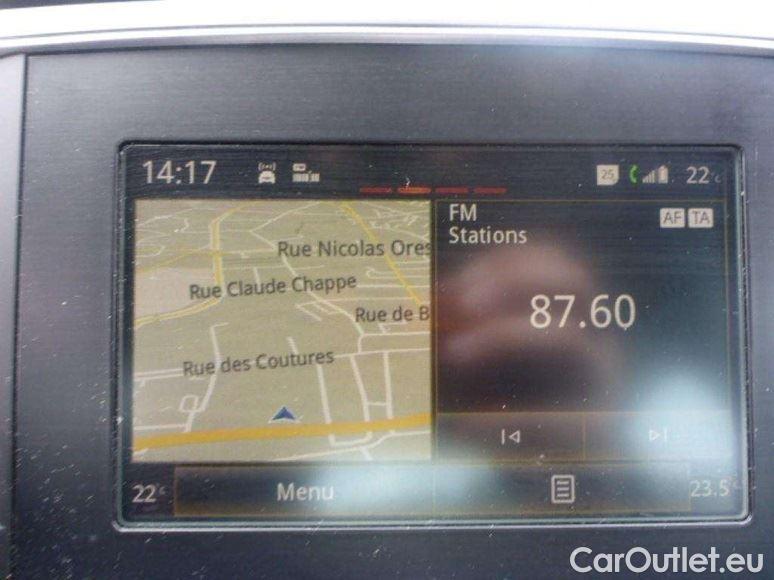 14:17
25
22°c
FM
Stations
AF TA
Rue Nicolas Ores
Rue Claude Chappe
Rue de B
Rue des Coutures
87.60
22°c
Menu
23.5°c
CarOutlet.eu